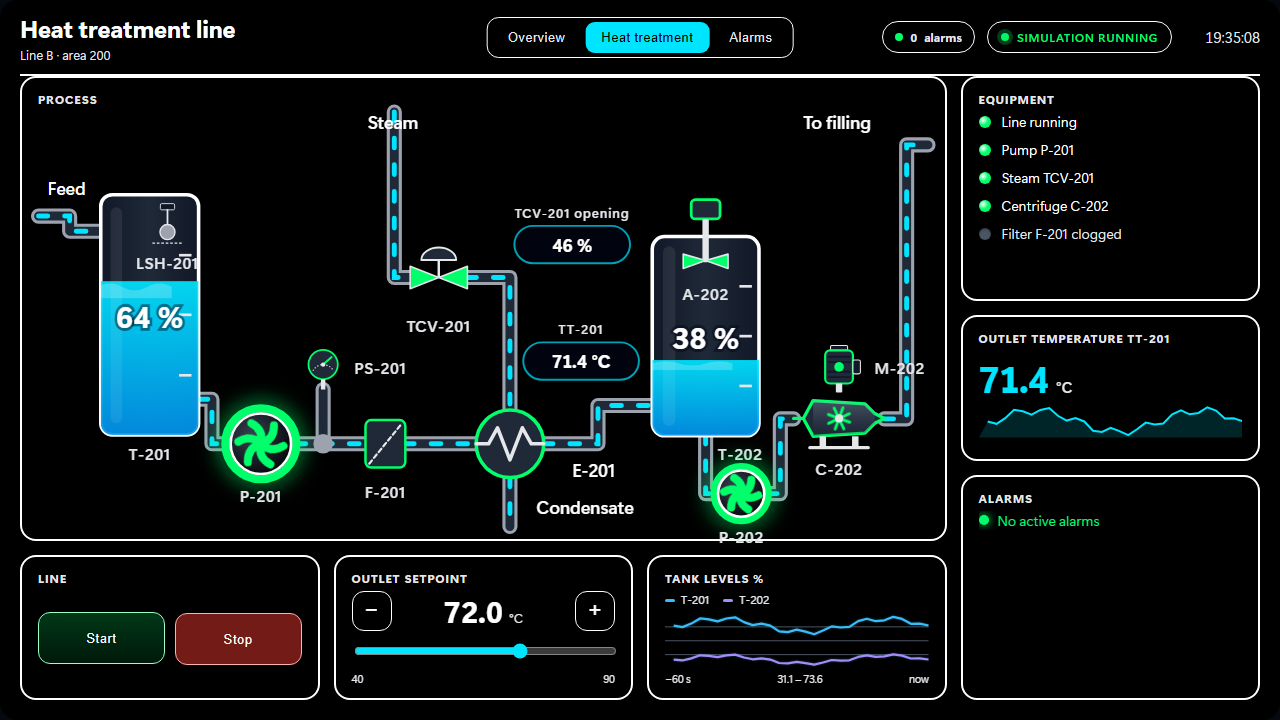 Heat treatment line
Line B · area 200
Overview
Heat treatment
Alarms
0 alarms
SIMULATION RUNNING
19:35:08
PROCESS
Steam
To filling
Feed
TCV-201 opening
46 %
LSH-201
A-202
64 %
TCV-201
TT-201
71.4 °C
38 %
PS-201
M-202
T-201
T-202
E-201
C-202
P-201
F-201
Condensate
P-202
EQUIPMENT
Line running
Pump P-201
Steam TCV-201
Centrifuge C-202
Filter F-201 clogged
OUTLET TEMPERATURE TT-201
71.4 °C
ALARMS
No active alarms
LINE
Start
Stop
OUTLET SETPOINT
−
72.0 °C
+
40
90
TANK LEVELS %
T-201
T-202
−60 s
31.1 – 73.6
now